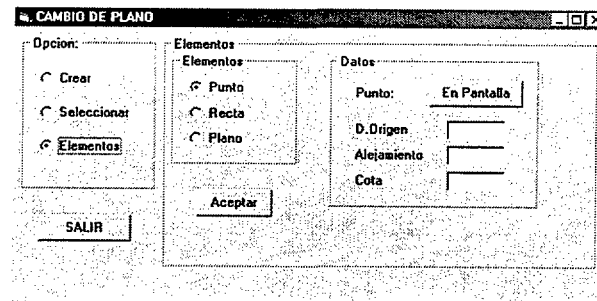 CAMBIO DE PLANO
Opcion:
Crear
Seleccionar
Elementos
SALIR
Elementos
Elementos
Punto
Recta
Plano
Aceptar
Datos
Punto: En Pantalla
D.Origen
Alejamiento
Cota